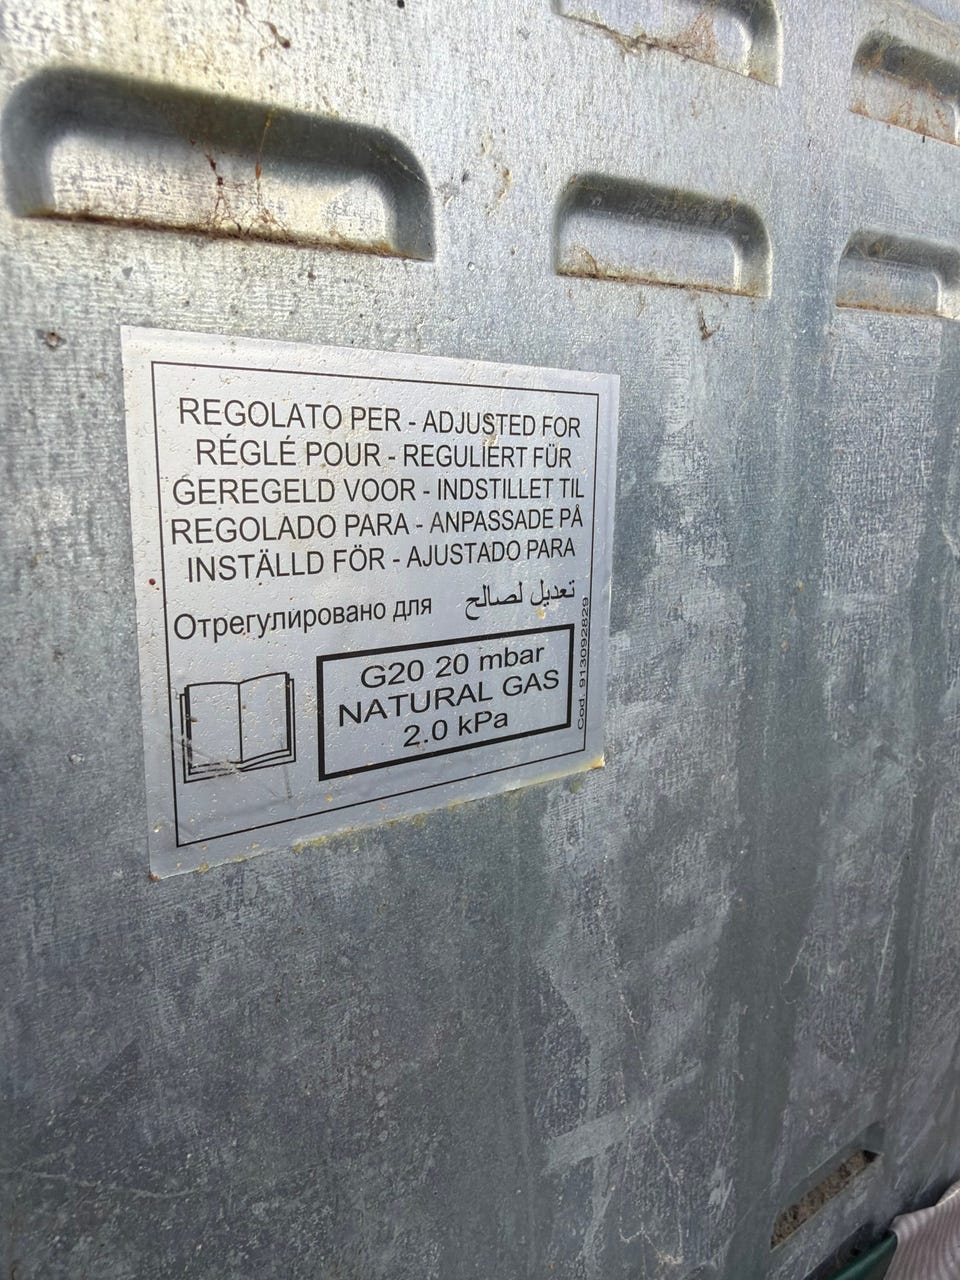 REGOLATO PER - ADJUSTED FOR
RÉGLÉ POUR - REGULIERT FÜR
GEREGELD VOOR - INDSTILLET TIL
REGOLADO PARA - ANPASSADE PÅ
INSTÄLLD FÖR - AJUSTADO PARA
Отрегулировано для تعديل لصالح
G20 20 mbar
NATURAL GAS
2.0 kPa
Cod. 913092829